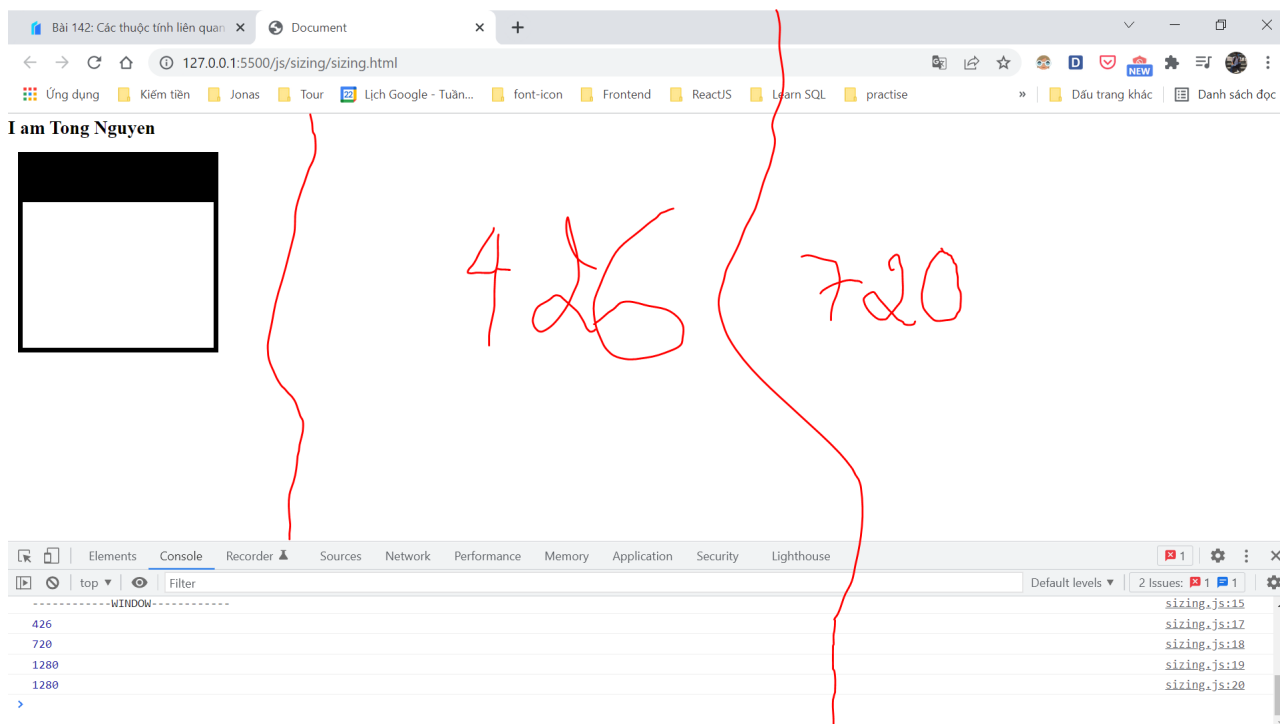 Bài 142: Các thuộc tính liên quan
Document
127.0.0.1:5500/js/sizing/sizing.html
NEW
Ứng dụng
Kiếm tiền
Jonas
Tour
22 Lịch Google - Tuần...
font-icon
Frontend
ReactJS
Learn SQL
practise
»
Dấu trang khác
Danh sách đọc
I am Tong Nguyen
426
720
Elements
Console
Recorder
Sources
Network
Performance
Memory
Application
Security
Lighthouse
1
top
Filter
Default levels
2 Issues: 1 1
------------WINDOW------------ sizing.js:15
426 sizing.js:17
720 sizing.js:18
1280 sizing.js:19
1280 sizing.js:20